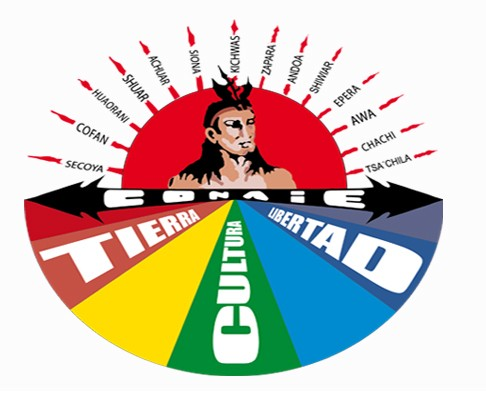 SECOYA
COFAN
HUAORANI
SHUAR
ACHUAR
SIONA
KICHWAS
ZAPARA
ANDOA
SHIWIAR
EPERA
AWA
CHACHI
TSA'CHILA
CONAIE
TIERRA
CULTURA
LIBERTAD